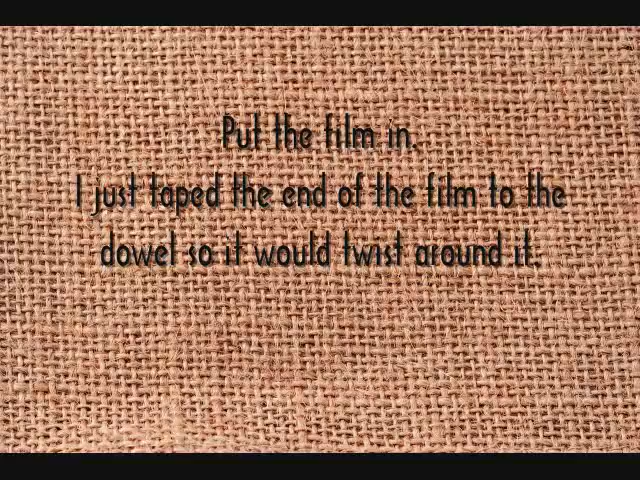 Put the film in.
I just taped the end of the film to the
dowel so it would twist around it.